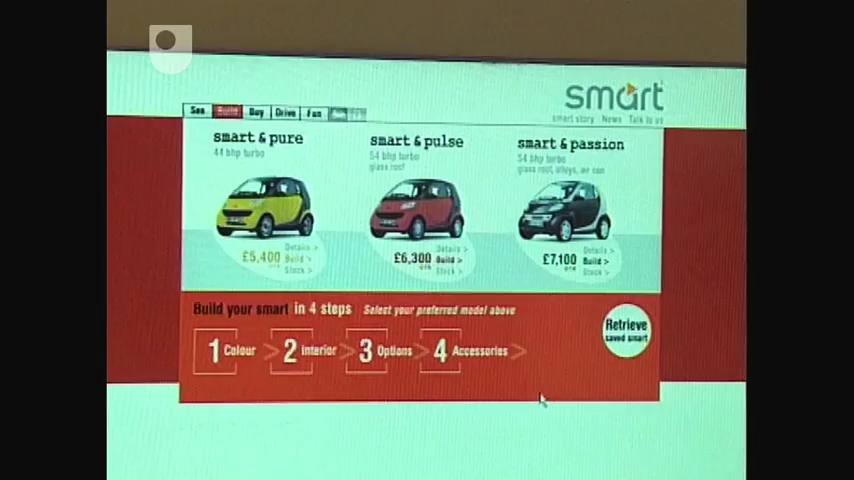 smart
smart story News Talk to us
See Build Buy Drive Fun
smart & pure
44 bhp turbo
smart & pulse
54 bhp turbo
glass roof
smart & passion
54 bhp turbo
glass roof, alloys, air con
£5,400
OTR
Details >
Build >
Stock >
£6,300
OTR
Details >
Build >
Stock >
£7,100
OTR
Details >
Build >
Stock >
Build your smart in 4 steps Select your preferred model above
1 Colour > 2 Interior > 3 Options > 4 Accessories >
Retrieve
saved smart